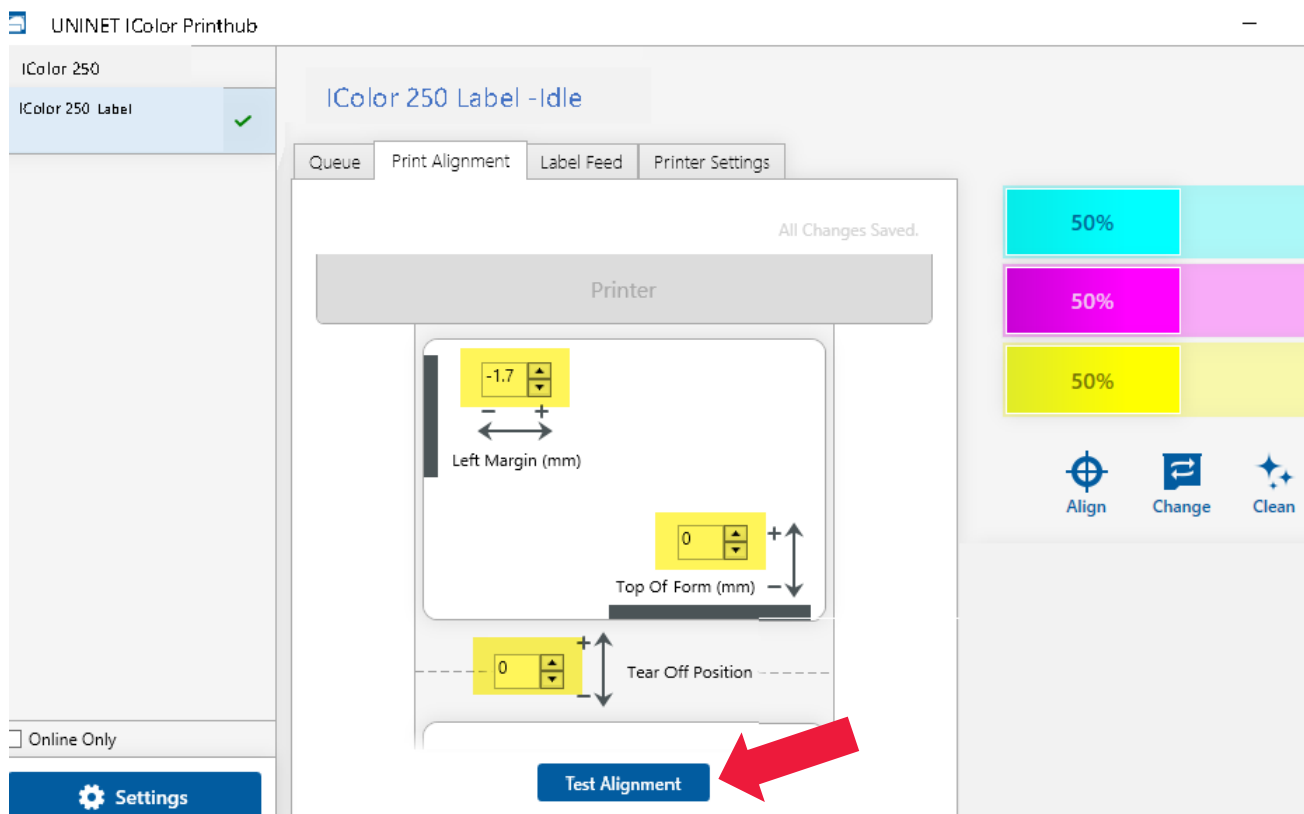 UNINET IColor Printhub
IColor 250
IColor 250 Label
IColor 250 Label -Idle
Queue
Print Alignment
Label Feed
Printer Settings
All Changes Saved.
Printer
-1.7
− +
Left Margin (mm)
0
+
Top Of Form (mm) −
+
0
Tear Off Position
−
Test Alignment
50%
50%
50%
Align
Change
Clean
Online Only
Settings